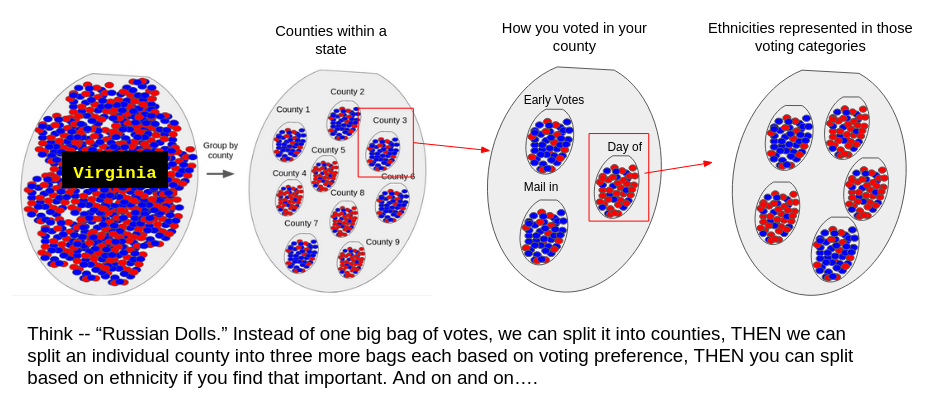 Counties within a
state
How you voted in your
county
Ethnicities represented in those
voting categories
Virginia
Group by
county
County 1
County 2
County 3
County 4
County 5
County 6
County 7
County 8
County 9
Early Votes
Day of
Mail in
Think -- “Russian Dolls.” Instead of one big bag of votes, we can split it into counties, THEN we can
split an individual county into three more bags each based on voting preference, THEN you can split
based on ethnicity if you find that important. And on and on….